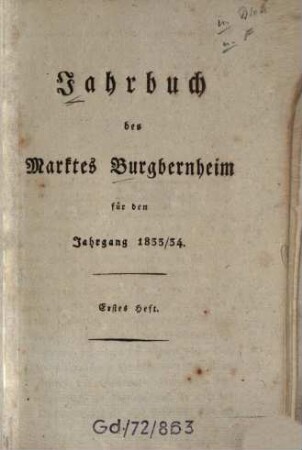 Jahrbuch
des
Marktes Burgbernheim
für den
Jahrgang 1833/34.
Erstes Heft.
Gd/72/863